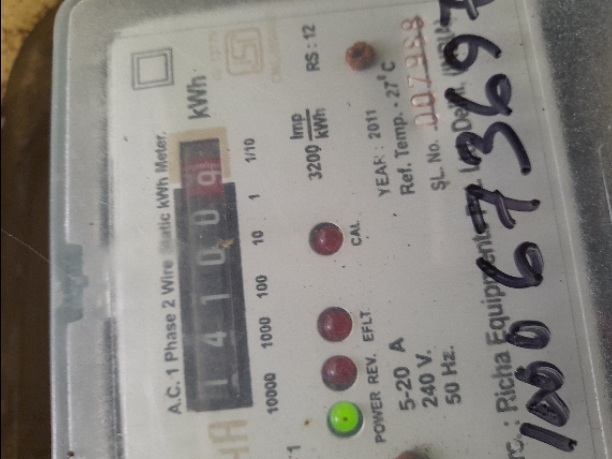 A.C. 1 Phase 2 Wire Static kWh Meter.
1 4 1 0 0 9 kWh
10000 1000 100 10 1 1/10
3200 Imp/kWh
RS : 12
POWER REV. EFLT. CAL
5-20 A
240 V.
50 Hz.
YEAR : 2011
Ref. Temp. - 27°C
SL. No. 007988
Richa Equipments
Delhi